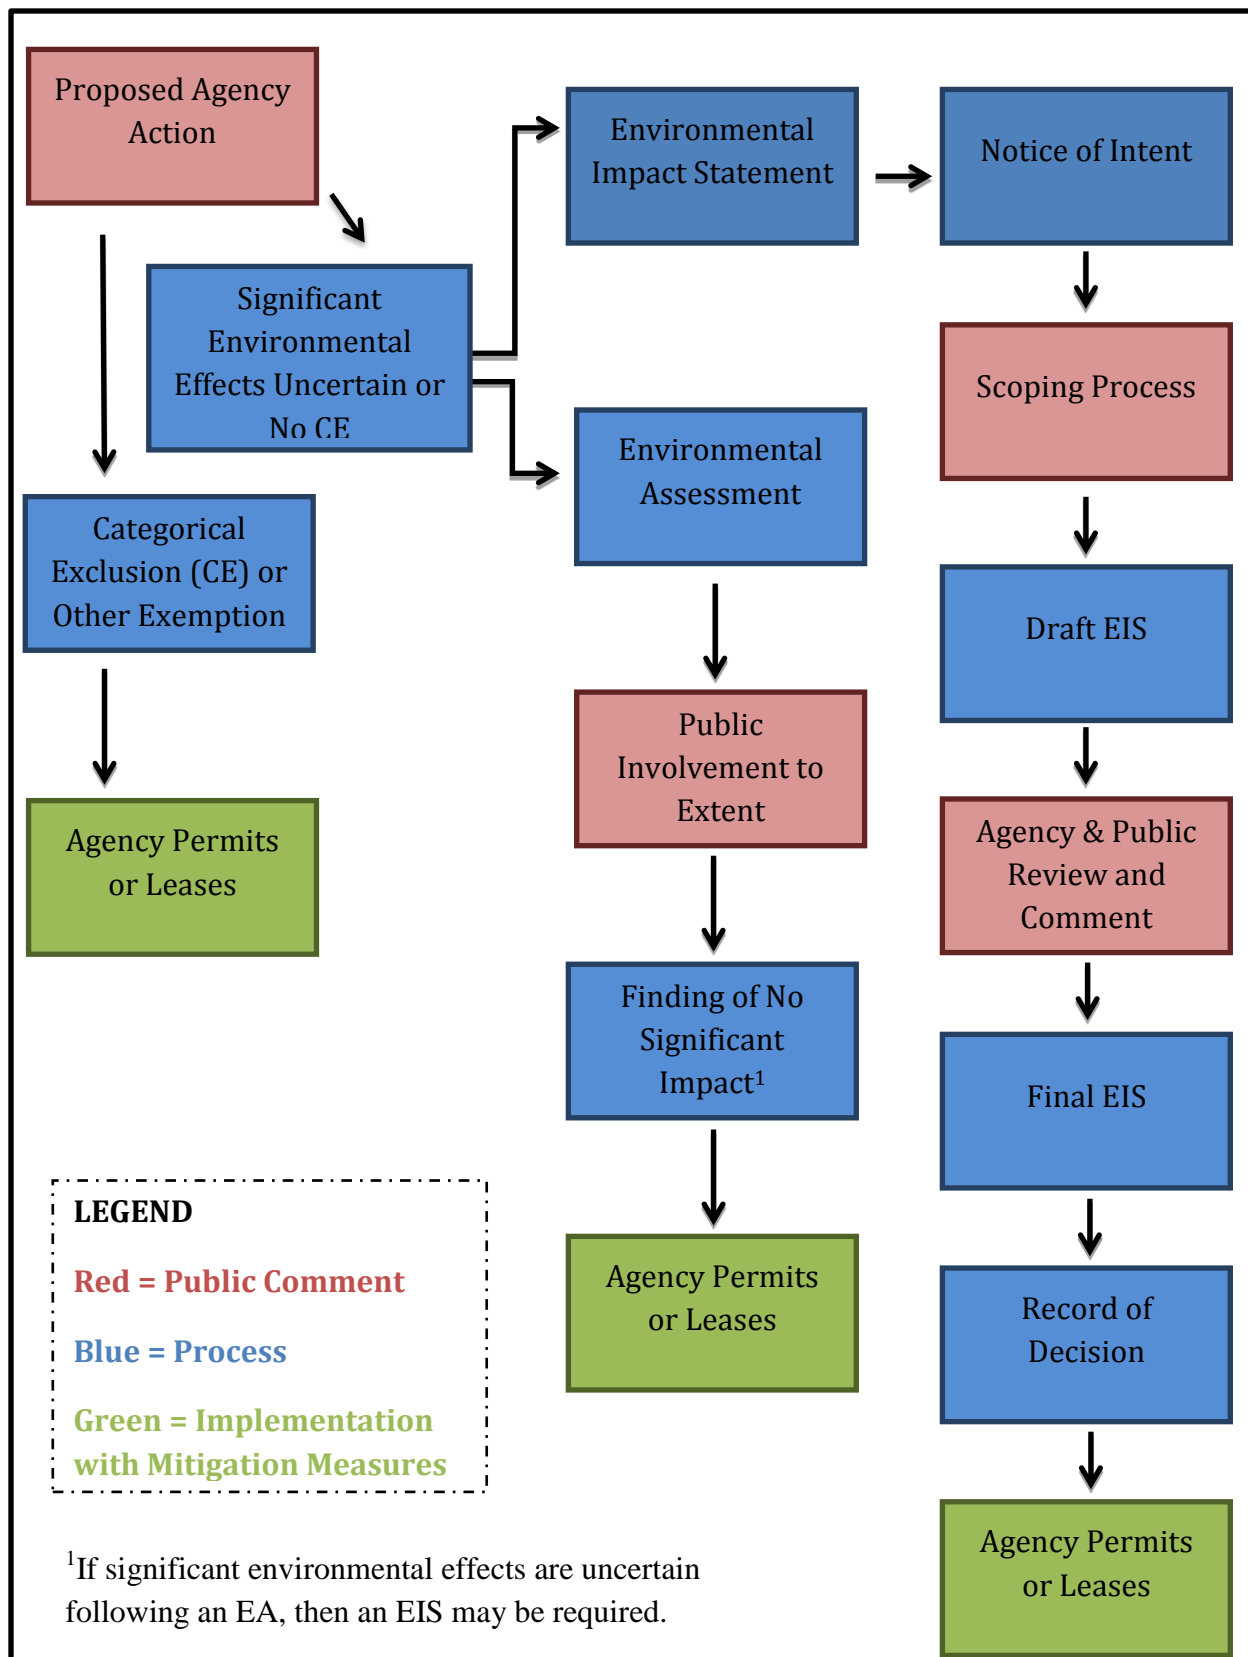 Proposed Agency
Action
Significant
Environmental
Effects Uncertain or
No CE
Categorical
Exclusion (CE) or
Other Exemption
Agency Permits
or Leases
Environmental
Impact Statement
Environmental
Assessment
Public
Involvement to
Extent
Finding of No
Significant
Impact¹
Agency Permits
or Leases
Notice of Intent
Scoping Process
Draft EIS
Agency & Public
Review and
Comment
Final EIS
Record of
Decision
Agency Permits
or Leases
LEGEND
Red = Public Comment
Blue = Process
Green = Implementation
with Mitigation Measures
¹If significant environmental effects are uncertain
following an EA, then an EIS may be required.